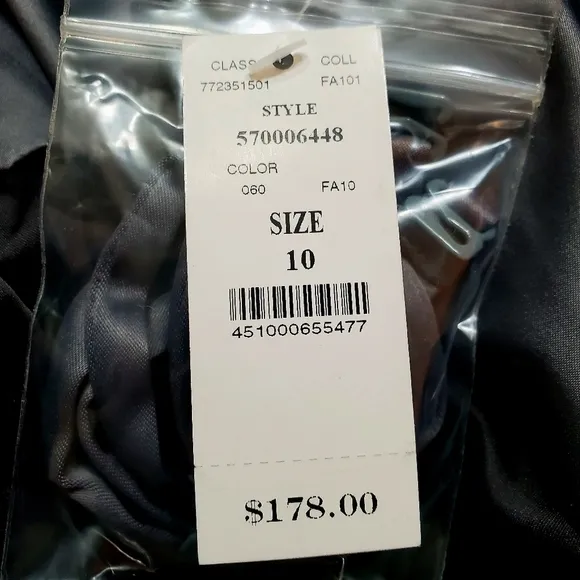 CLASS COLL
772351501 FA101
STYLE
570006448
COLOR
060 FA10
SIZE
10
451000655477
$178.00